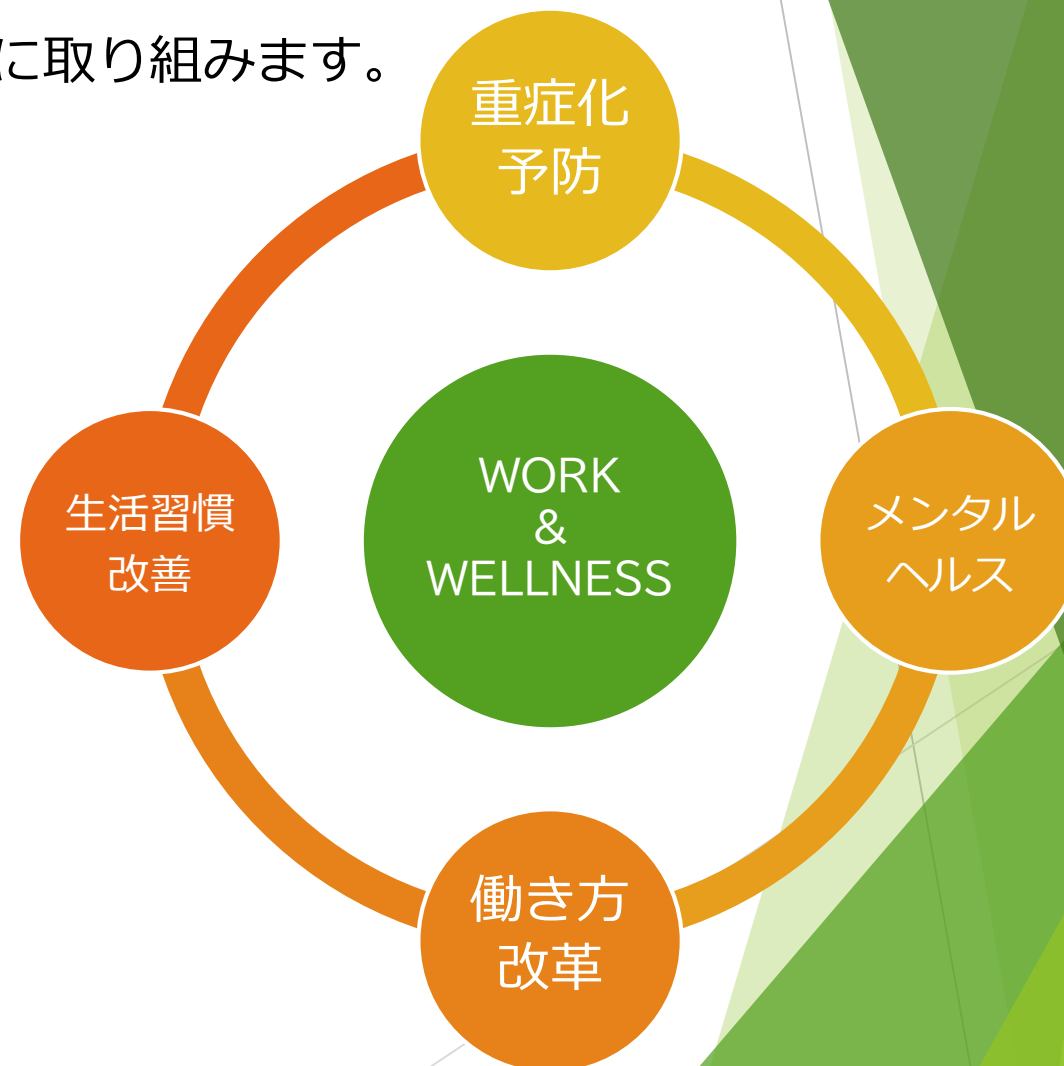 に取り組みます。
重症化
予防
生活習慣
改善
WORK
&
WELLNESS
メンタル
ヘルス
働き方
改革